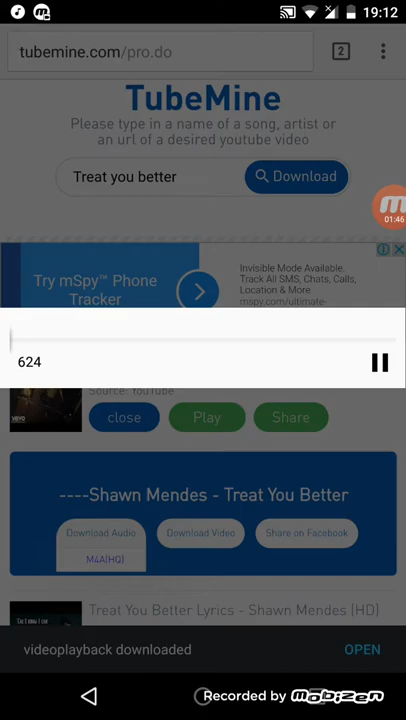 19:12
tubemine.com/pro.do
2
TubeMine
Please type in a name of a song, artist or
an url of a desired youtube video
Treat you better
Download
01:46
Try mSpy™ Phone
Tracker
Invisible Mode Available.
Track All SMS, Chats, Calls,
Location & More
mspy.com/ultimate-
624
Source: YouTube
vevo
close
Play
Share
----Shawn Mendes - Treat You Better
Download Audio
Download Video
Share on Facebook
M4A(HQ)
Treat You Better Lyrics - Shawn Mendes (HD)
videoplayback downloaded
OPEN
Recorded by mobizen